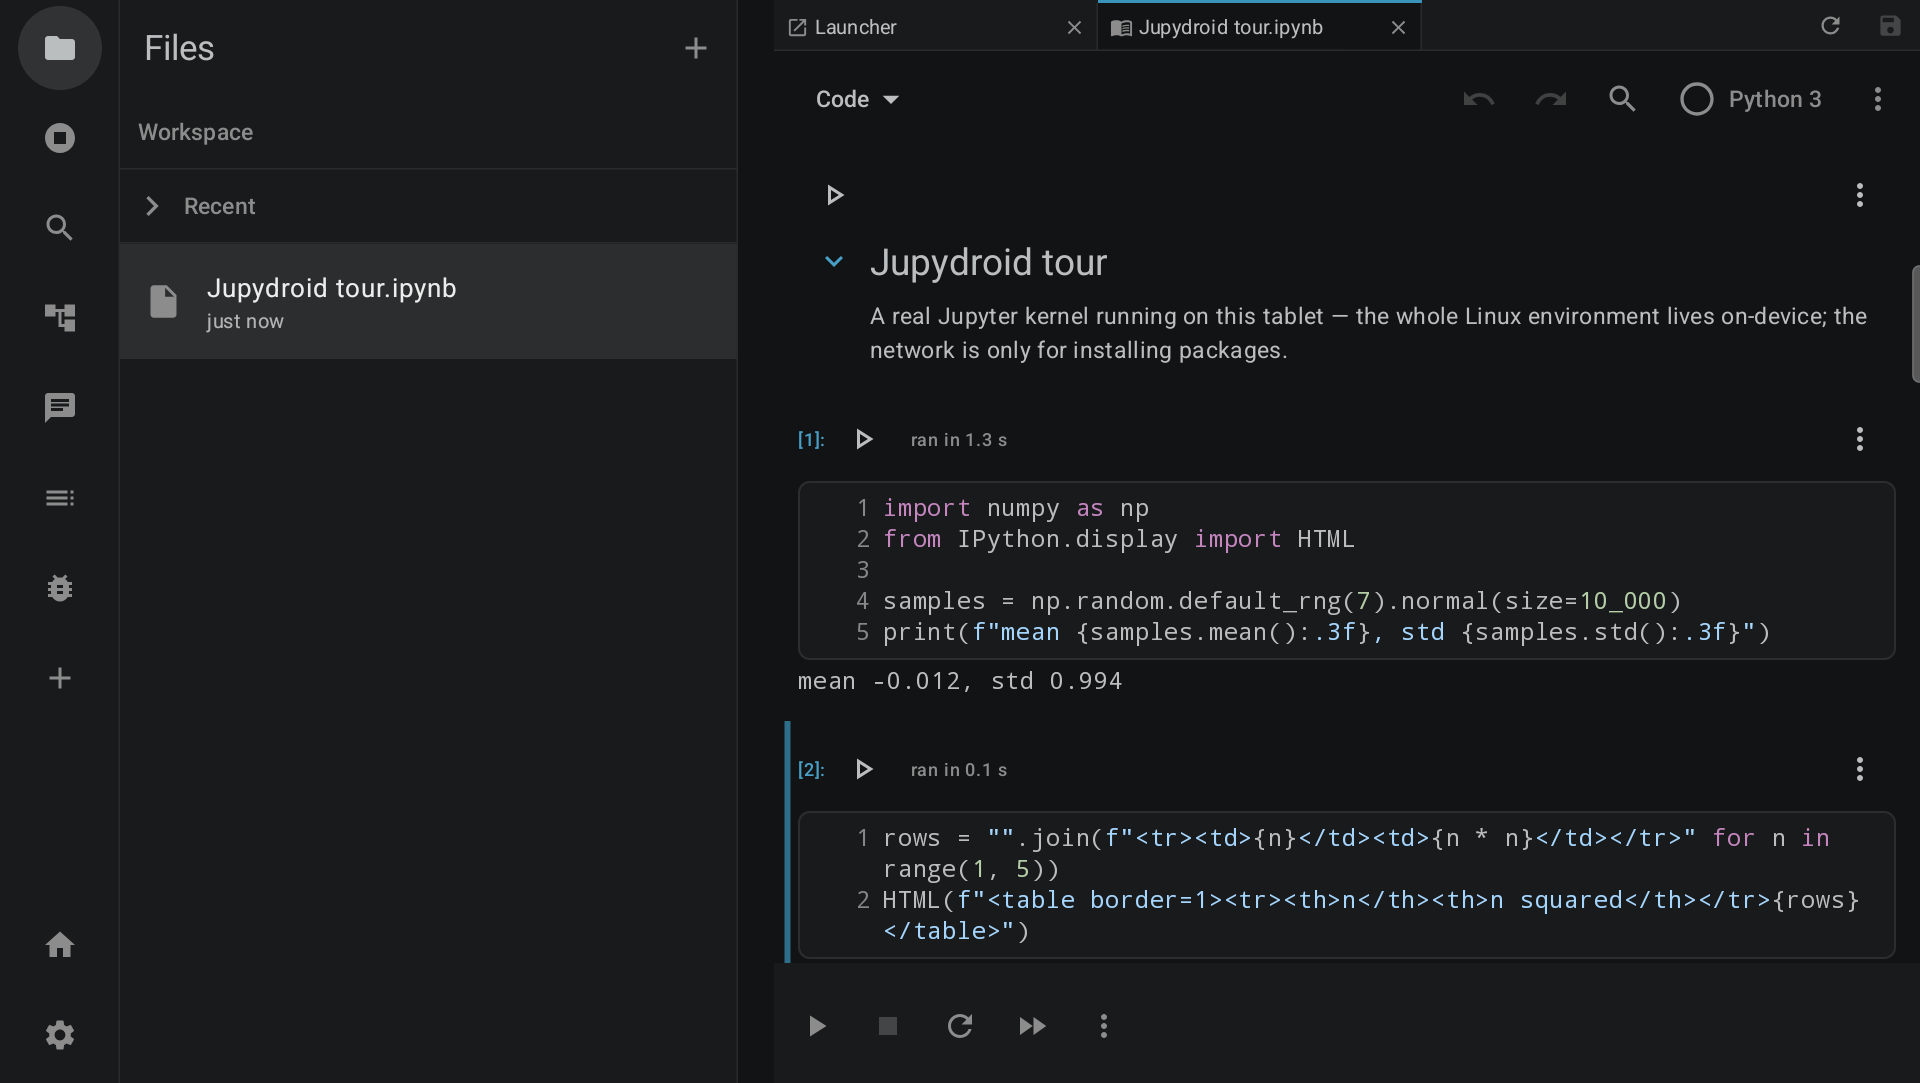 Files
Workspace
Recent
Jupydroid tour.ipynb
just now
Launcher
Jupydroid tour.ipynb
Code
Python 3
Jupydroid tour
A real Jupyter kernel running on this tablet — the whole Linux environment lives on-device; the
network is only for installing packages.
[1]:
ran in 1.3 s
1 import numpy as np
2 from IPython.display import HTML
3
4 samples = np.random.default_rng(7).normal(size=10_000)
5 print(f"mean {samples.mean():.3f}, std {samples.std():.3f}")
mean -0.012, std 0.994
[2]:
ran in 0.1 s
1 rows = "".join(f"<tr><td>{n}</td><td>{n * n}</td></tr>" for n in
range(1, 5))
2 HTML(f"<table border=1><tr><th>n</th><th>n squared</th></tr>{rows}
</table>")